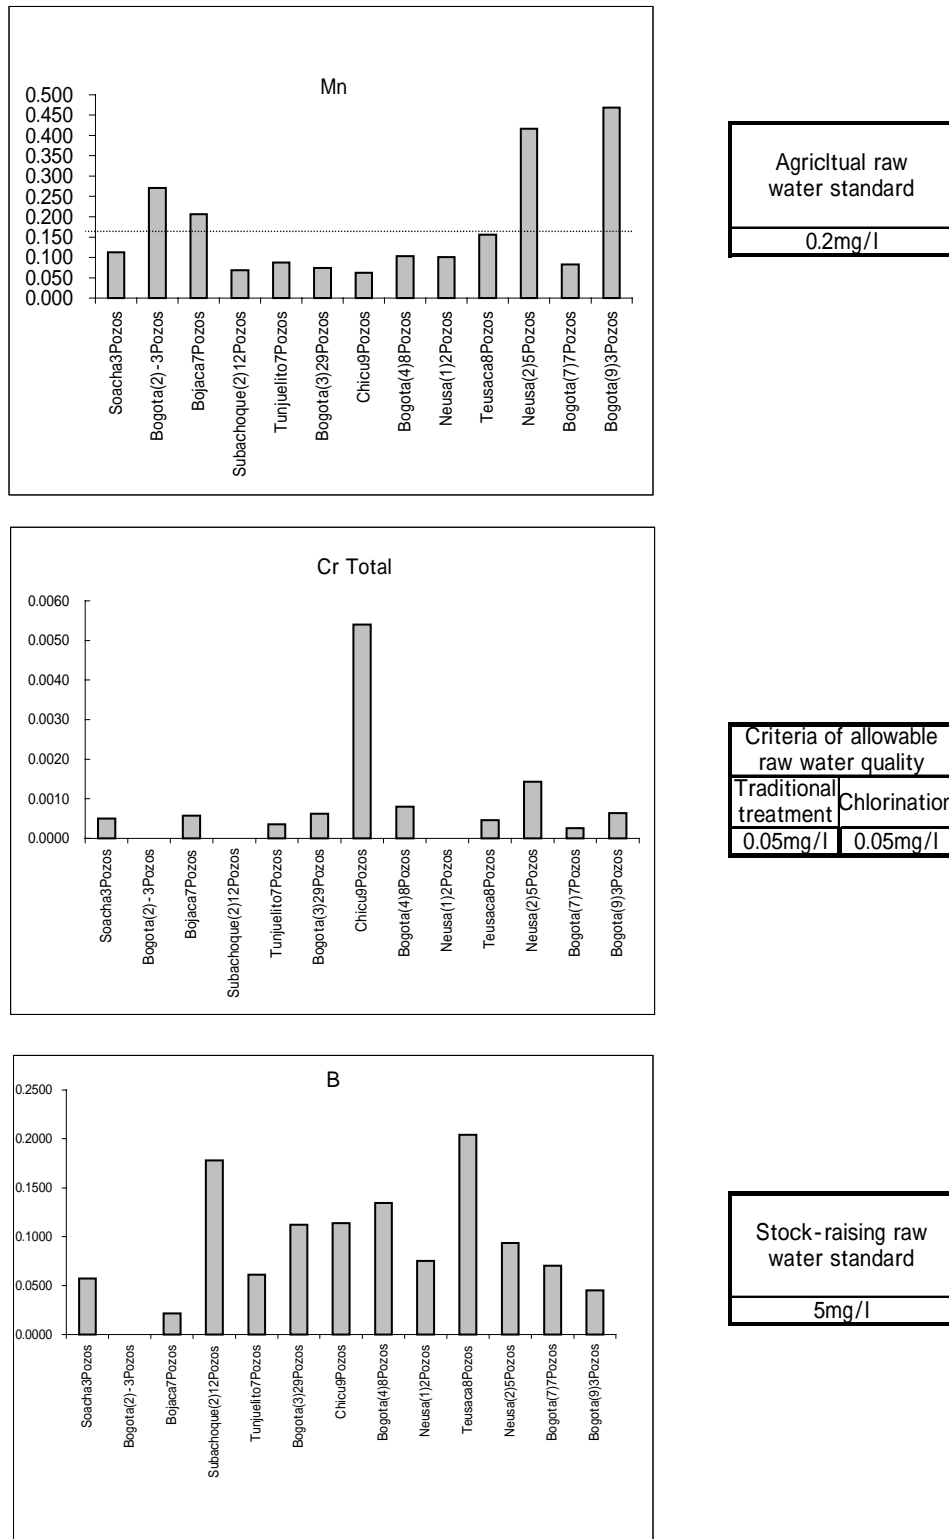 Mn
0.500
0.450
0.400
0.350
0.300
0.250
0.200
0.150
0.100
0.050
0.000
Soacha3Pozos
Bogota(2)-3Pozos
Bojaca7Pozos
Subachoque(2)12Pozos
Tunjuelito7Pozos
Bogota(3)29Pozos
Chicu9Pozos
Bogota(4)8Pozos
Neusa(1)2Pozos
Teusaca8Pozos
Neusa(2)5Pozos
Bogota(7)7Pozos
Bogota(9)3Pozos
Agricltual raw
water standard
0.2mg/l
Cr Total
0.0060
0.0050
0.0040
0.0030
0.0020
0.0010
0.0000
Soacha3Pozos
Bogota(2)-3Pozos
Bojaca7Pozos
Subachoque(2)12Pozos
Tunjuelito7Pozos
Bogota(3)29Pozos
Chicu9Pozos
Bogota(4)8Pozos
Neusa(1)2Pozos
Teusaca8Pozos
Neusa(2)5Pozos
Bogota(7)7Pozos
Bogota(9)3Pozos
Criteria of allowable
raw water quality
Traditional
treatment
Chlorination
0.05mg/l 0.05mg/l
B
0.2500
0.2000
0.1500
0.1000
0.0500
0.0000
Soacha3Pozos
Bogota(2)-3Pozos
Bojaca7Pozos
Subachoque(2)12Pozos
Tunjuelito7Pozos
Bogota(3)29Pozos
Chicu9Pozos
Bogota(4)8Pozos
Neusa(1)2Pozos
Teusaca8Pozos
Neusa(2)5Pozos
Bogota(7)7Pozos
Bogota(9)3Pozos
Stock-raising raw
water standard
5mg/l